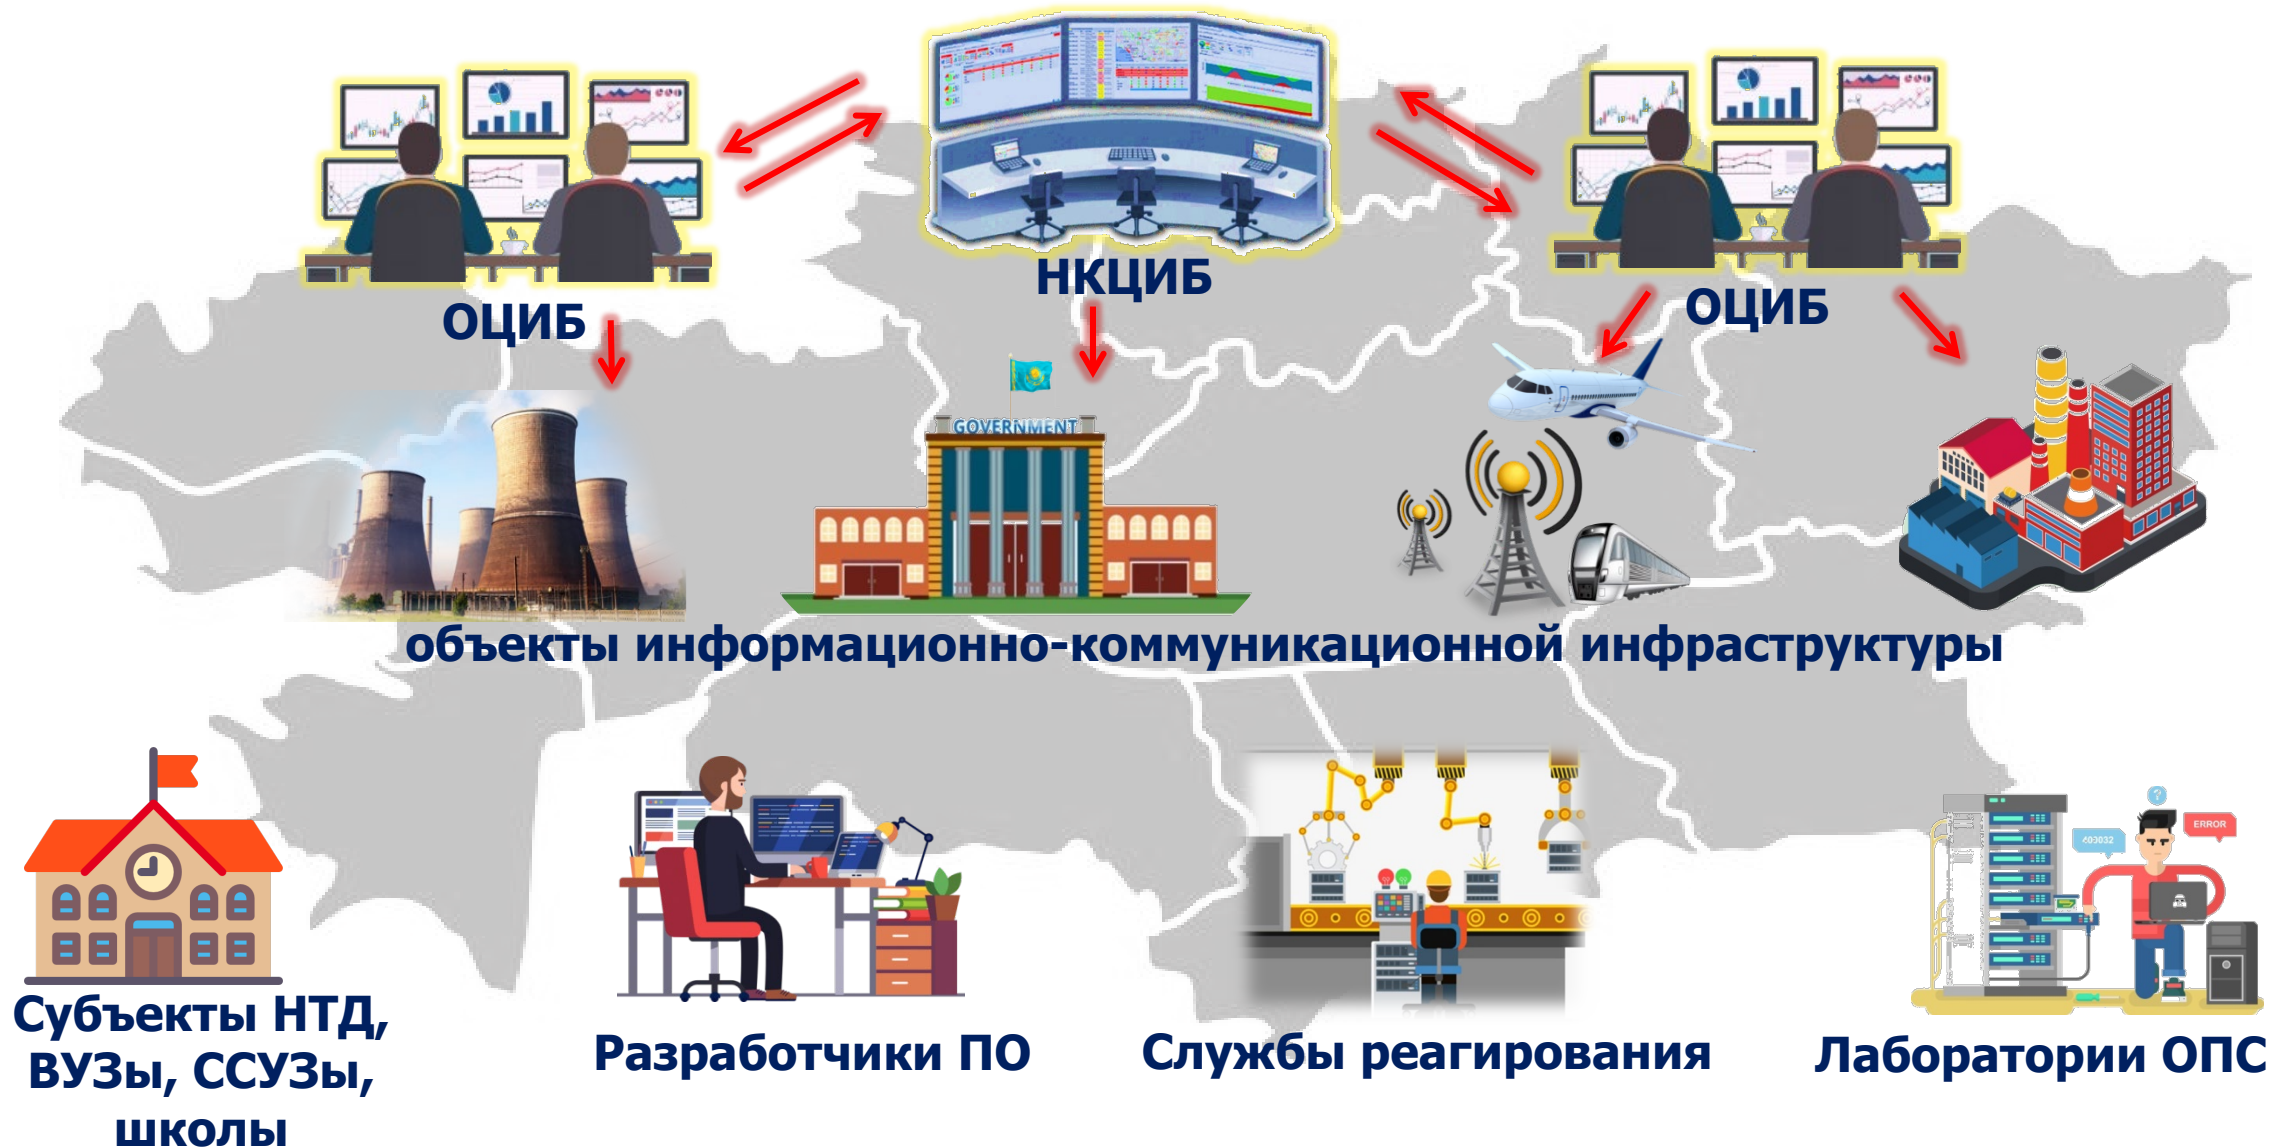 НКЦИБ
ОЦИБ
ОЦИБ
GOVERNMENT
объекты информационно-коммуникационной инфраструктуры
ERROR
Субъекты НТД,
ВУЗы, ССУЗы,
школы
Разработчики ПО
Службы реагирования
Лаборатории ОПС